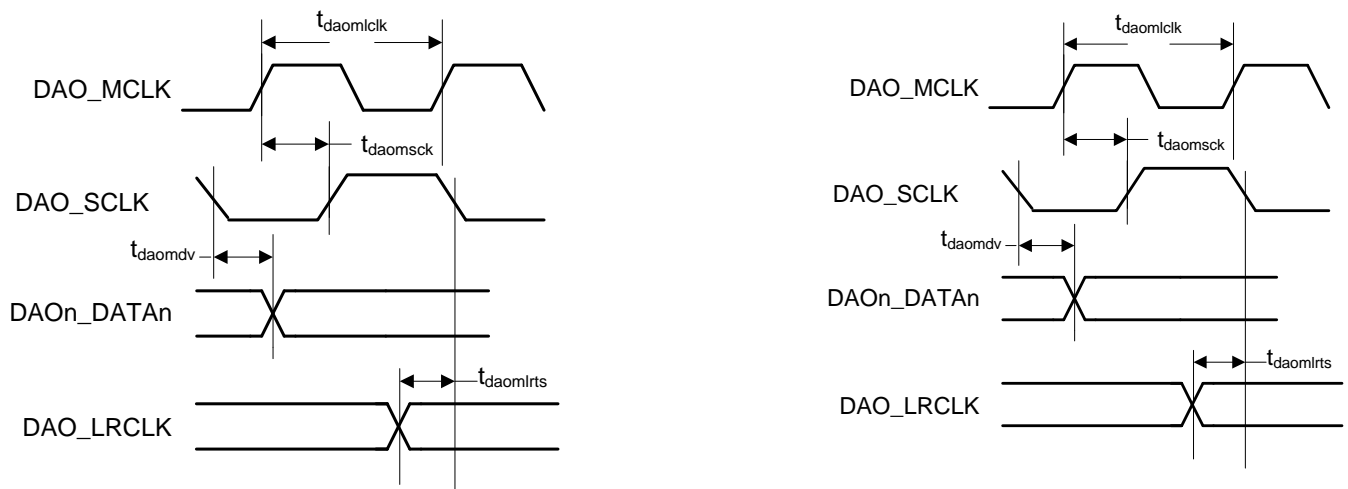 tdaomlclk
DAO_MCLK
tdaomsck
DAO_SCLK
tdaomdv
DAOn_DATAn
tdaomlrts
DAO_LRCLK
tdaomlclk
DAO_MCLK
tdaomsck
DAO_SCLK
tdaomdv
DAOn_DATAn
tdaomlrts
DAO_LRCLK